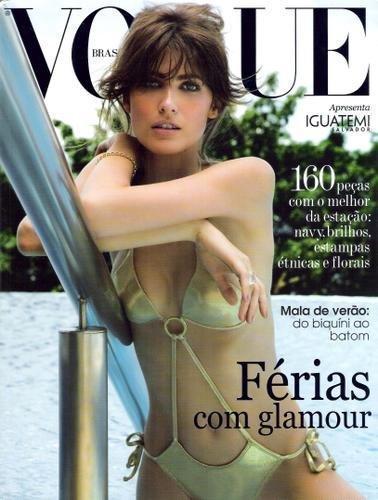 VOGUE
BRASIL
Apresenta
IGUATEMI
SALVADOR
160 peças
com o melhor
da estação:
navy, brilhos,
estampas
étnicas e florais
Mala de verão:
do biquíni ao
batom
Férias
com glamour